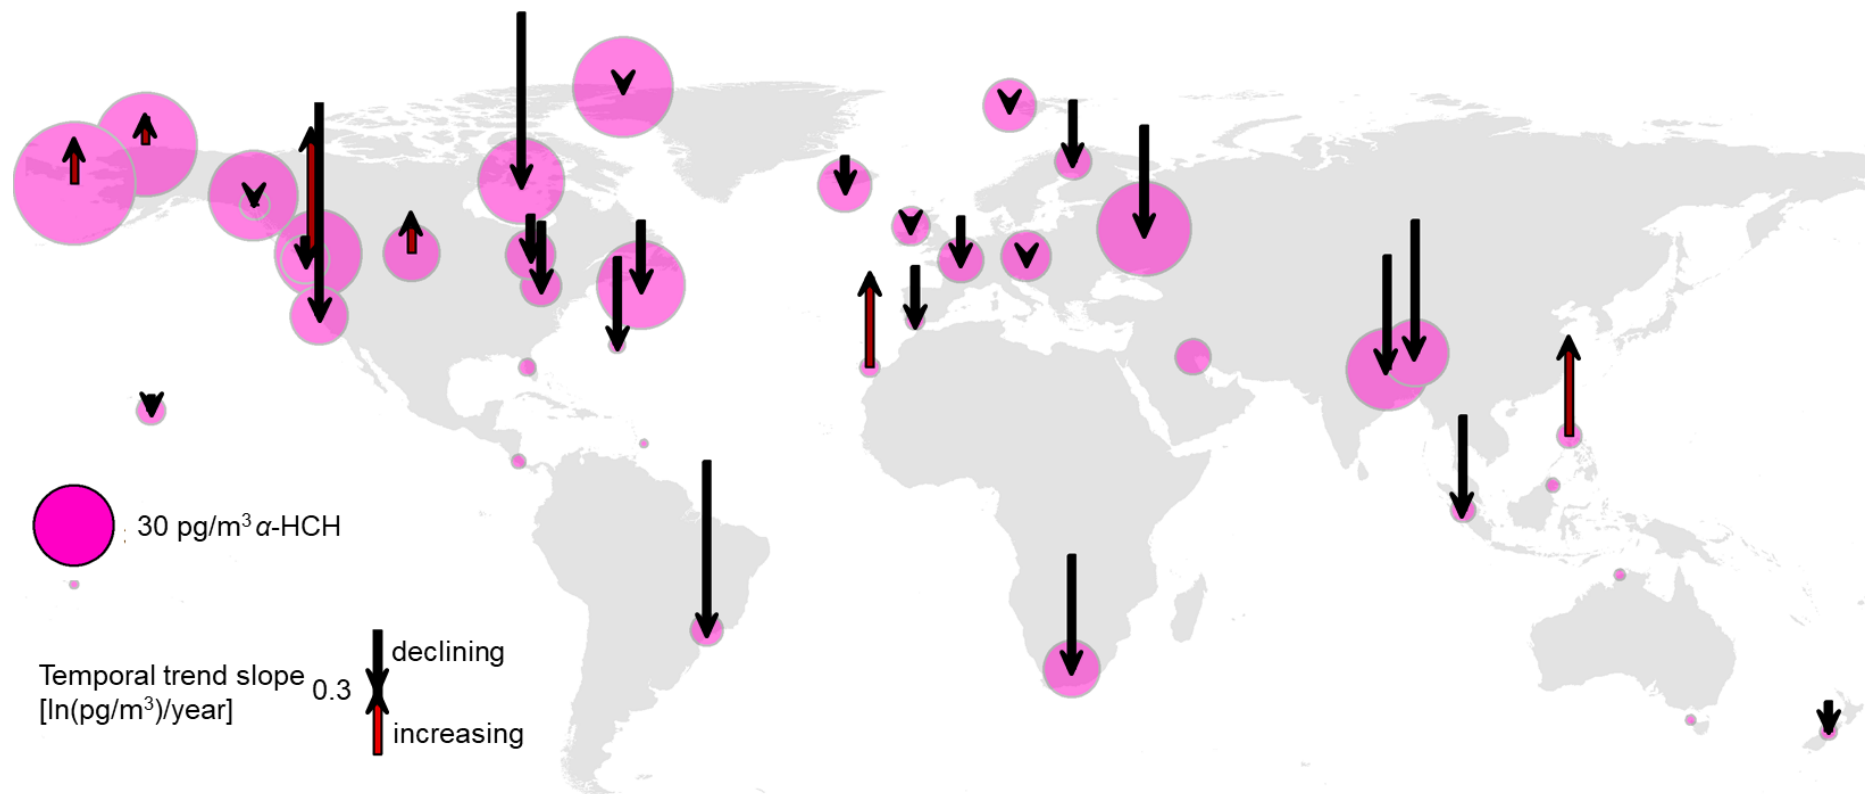 30 pg/m³ α-HCH
declining
Temporal trend slope
0.3
[ln(pg/m³)/year]
increasing